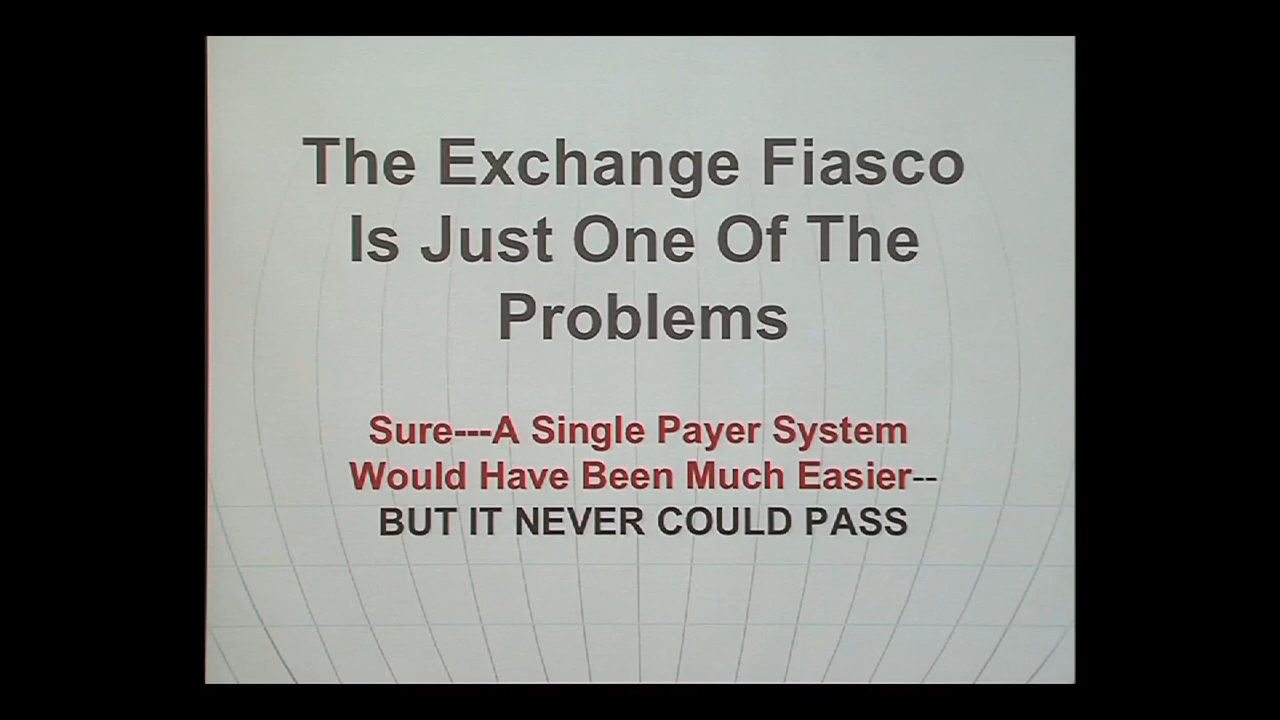 The Exchange Fiasco
Is Just One Of The
Problems
Sure---A Single Payer System
Would Have Been Much Easier--
BUT IT NEVER COULD PASS